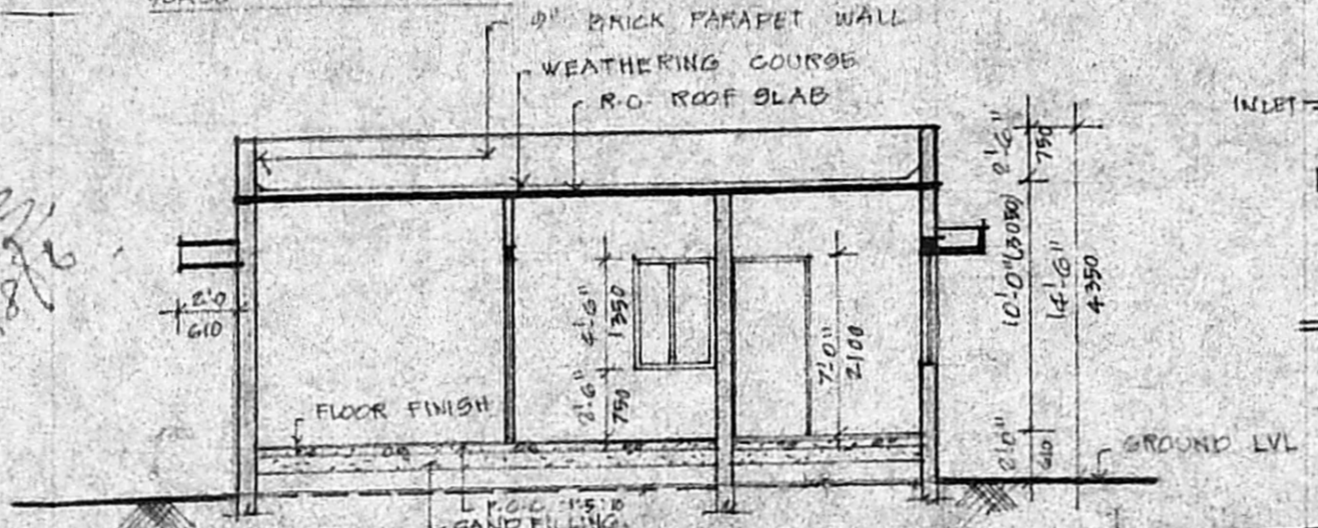 9" BRICK PARAPET WALL
WEATHERING COURSE
R.C. ROOF SLAB
INLET
2'-6"
750
10'-0"(3050)
14'-6"
4350
2'-0"
610
GROUND LVL
2'-0
610
4'-6"
1350
2'-6"
750
7'-0"
2100
FLOOR FINISH
P.C.C. 1:5:10
SAND FILLING